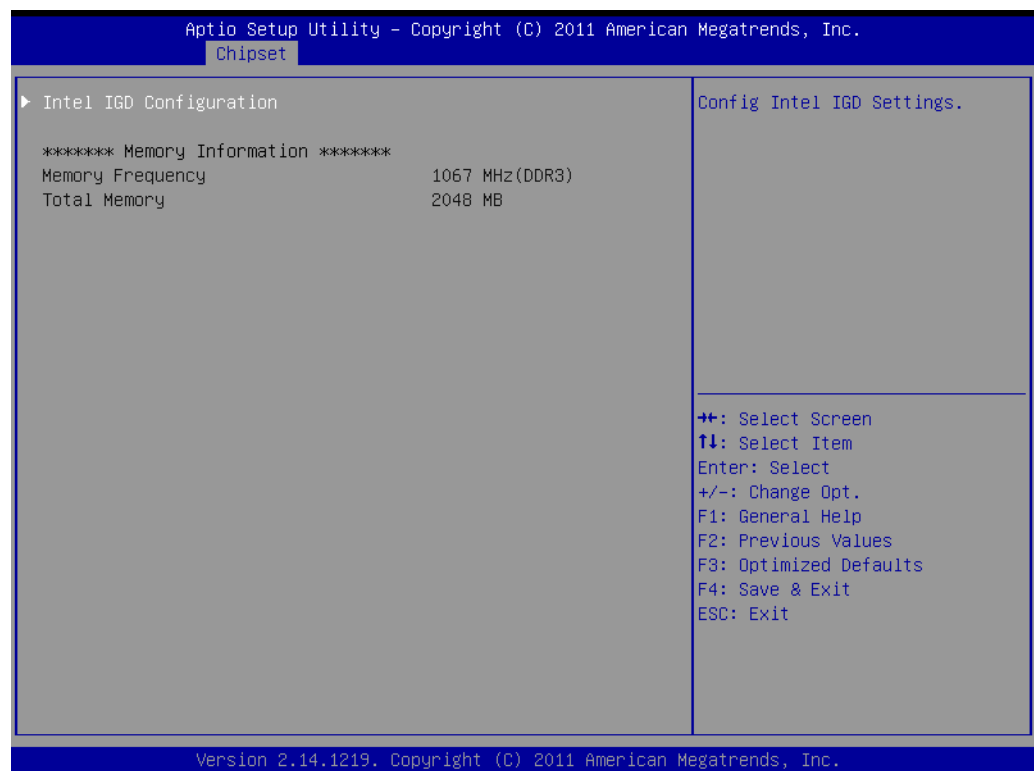 Aptio Setup Utility – Copyright (C) 2011 American Megatrends, Inc.
Chipset
▶ Intel IGD Configuration
******* Memory Information *******
Memory Frequency 1067 MHz(DDR3)
Total Memory 2048 MB
Config Intel IGD Settings.
→←: Select Screen
↑↓: Select Item
Enter: Select
+/-: Change Opt.
F1: General Help
F2: Previous Values
F3: Optimized Defaults
F4: Save & Exit
ESC: Exit
Version 2.14.1219. Copyright (C) 2011 American Megatrends, Inc.